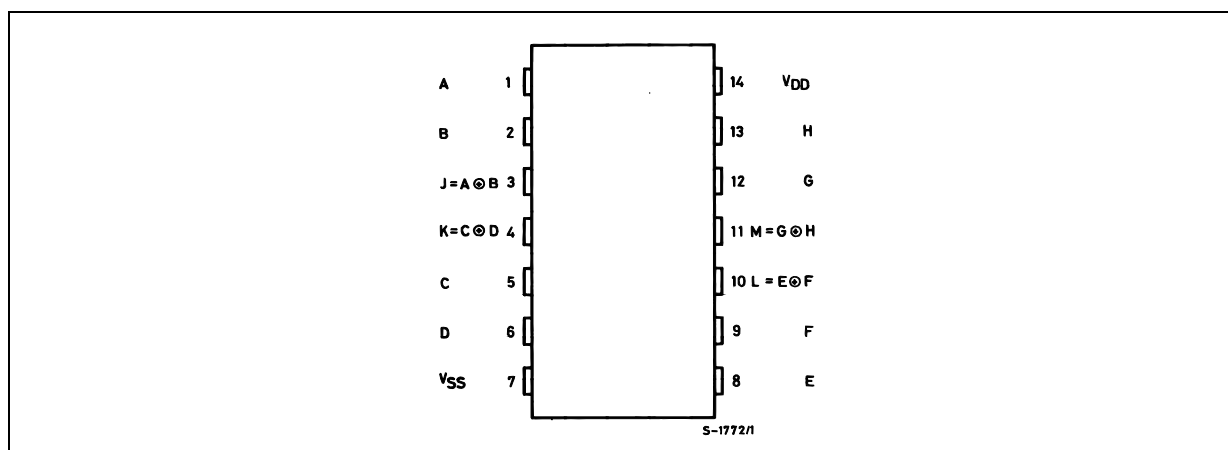 A 1 14 VDD
B 2 13 H
J=A⊕B 3 12 G
K=C⊕D 4 11 M=G⊕H
C 5 10 L=E⊕F
D 6 9 F
VSS 7 8 E
S-1772/1